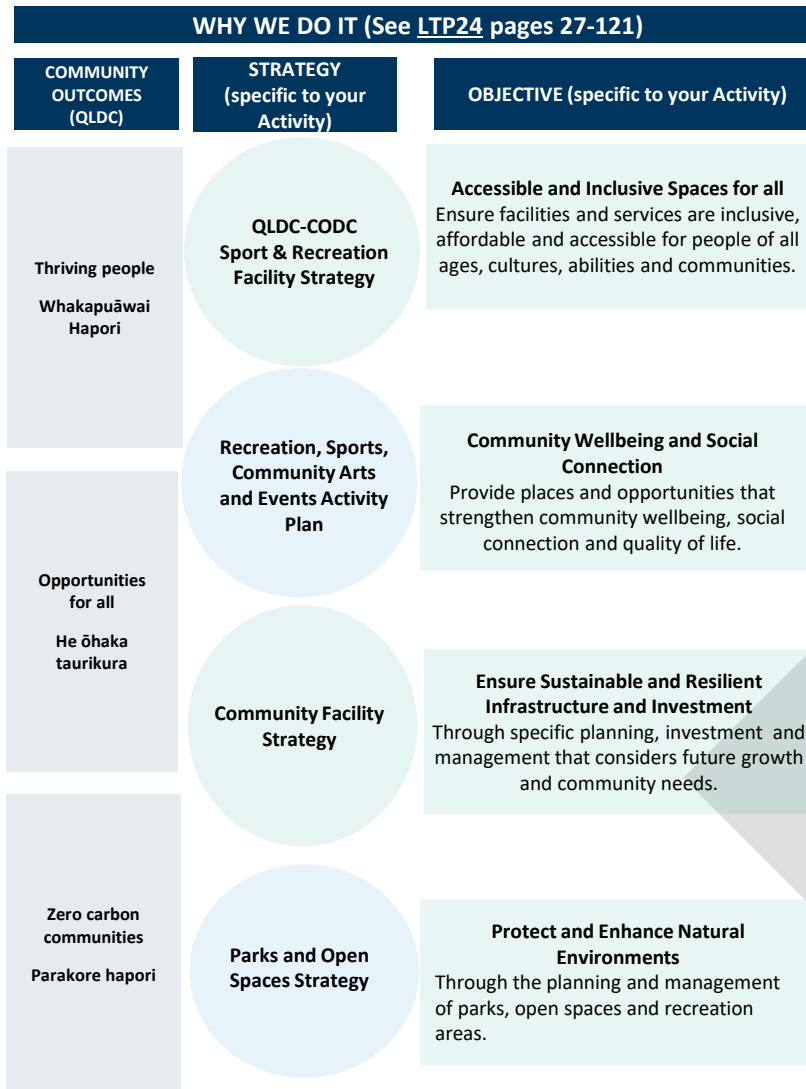 WHY WE DO IT (See LTP24 pages 27-121)
COMMUNITY
OUTCOMES
(QLDC)
STRATEGY
(specific to your
Activity)
OBJECTIVE (specific to your Activity)
Thriving people
Whakapuāwai
Hapori
Opportunities
for all
He ōhaka
taurikura
Zero carbon
communities
Parakore hapori
QLDC-CODC
Sport & Recreation
Facility Strategy
Recreation, Sports,
Community Arts
and Events Activity
Plan
Community Facility
Strategy
Parks and Open
Spaces Strategy
Accessible and Inclusive Spaces for all
Ensure facilities and services are inclusive,
affordable and accessible for people of all
ages, cultures, abilities and communities.
Community Wellbeing and Social
Connection
Provide places and opportunities that
strengthen community wellbeing, social
connection and quality of life.
Ensure Sustainable and Resilient
Infrastructure and Investment
Through specific planning, investment and
management that considers future growth
and community needs.
Protect and Enhance Natural
Environments
Through the planning and management
of parks, open spaces and recreation
areas.